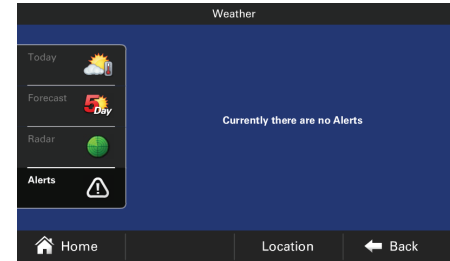 Weather
Today
Forecast
5 Day
Radar
Alerts
Currently there are no Alerts
Home
Location
Back